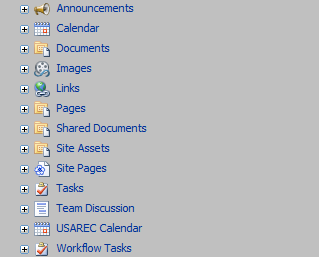 Announcements
Calendar
Documents
Images
Links
Pages
Shared Documents
Site Assets
Site Pages
Tasks
Team Discussion
USAREC Calendar
Workflow Tasks